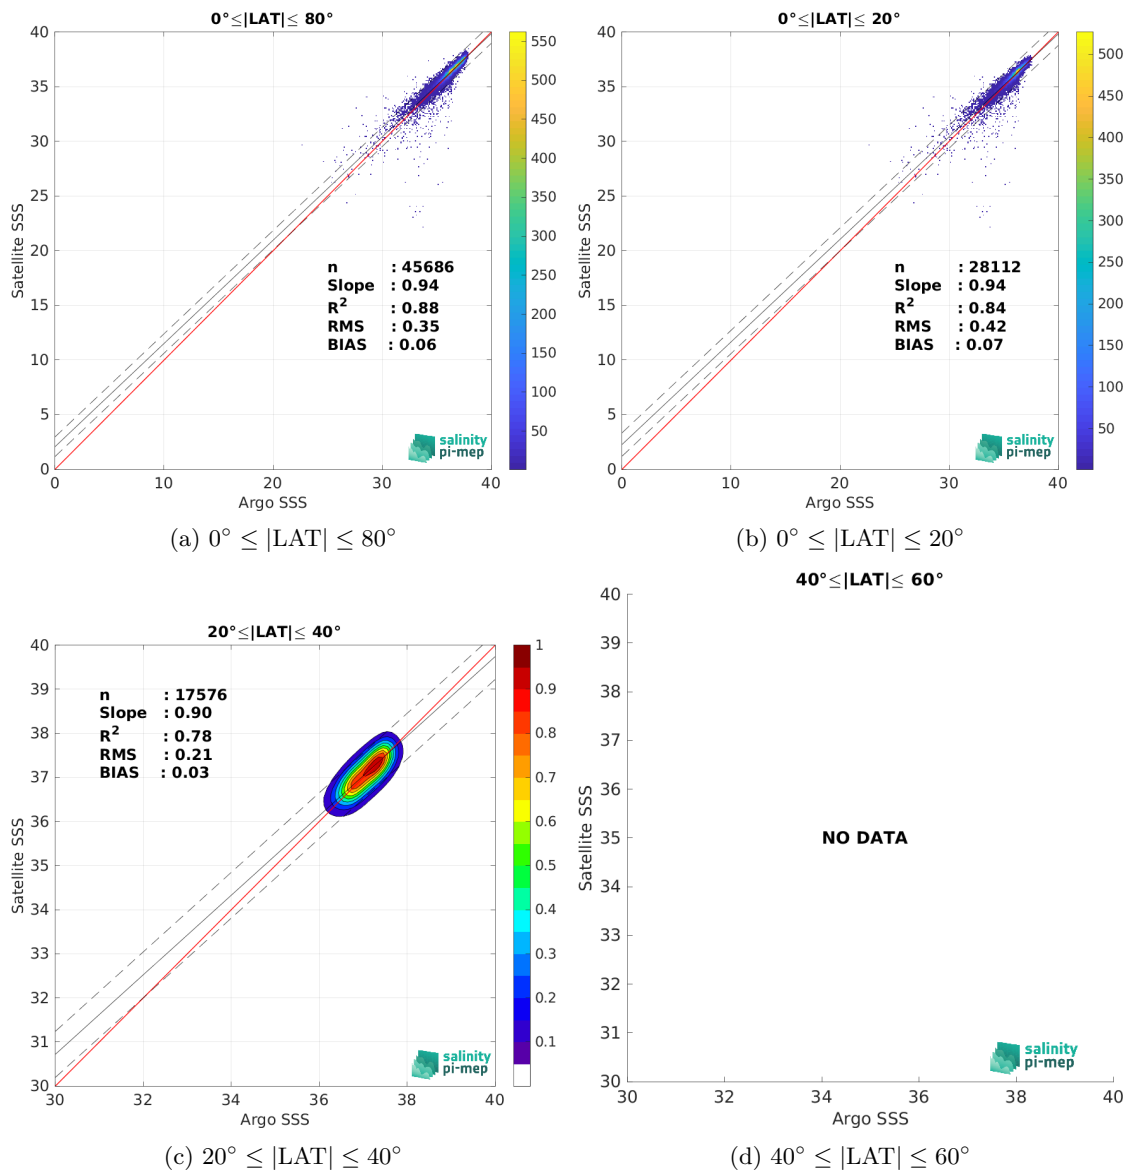 0°≤|LAT|≤ 80°
40
35
30
25
20
15
10
5
0
Satellite SSS
n : 45686
Slope : 0.94
R² : 0.88
RMS : 0.35
BIAS : 0.06
salinity
pi-mep
0 10 20 30 40
Argo SSS
550
500
450
400
350
300
250
200
150
100
50
(a) 0° ≤ |LAT| ≤ 80°
0°≤|LAT|≤ 20°
40
35
30
25
20
15
10
5
0
Satellite SSS
n : 28112
Slope : 0.94
R² : 0.84
RMS : 0.42
BIAS : 0.07
salinity
pi-mep
0 10 20 30 40
Argo SSS
500
450
400
350
300
250
200
150
100
50
(b) 0° ≤ |LAT| ≤ 20°
20°≤|LAT|≤ 40°
40
39
38
37
36
35
34
33
32
31
30
Satellite SSS
n : 17576
Slope : 0.90
R² : 0.78
RMS : 0.21
BIAS : 0.03
salinity
pi-mep
30 32 34 36 38 40
Argo SSS
1
0.9
0.8
0.7
0.6
0.5
0.4
0.3
0.2
0.1
(c) 20° ≤ |LAT| ≤ 40°
40°≤|LAT|≤ 60°
40
39
38
37
36
35
34
33
32
31
30
Satellite SSS
NO DATA
salinity
pi-mep
30 32 34 36 38 40
Argo SSS
(d) 40° ≤ |LAT| ≤ 60°